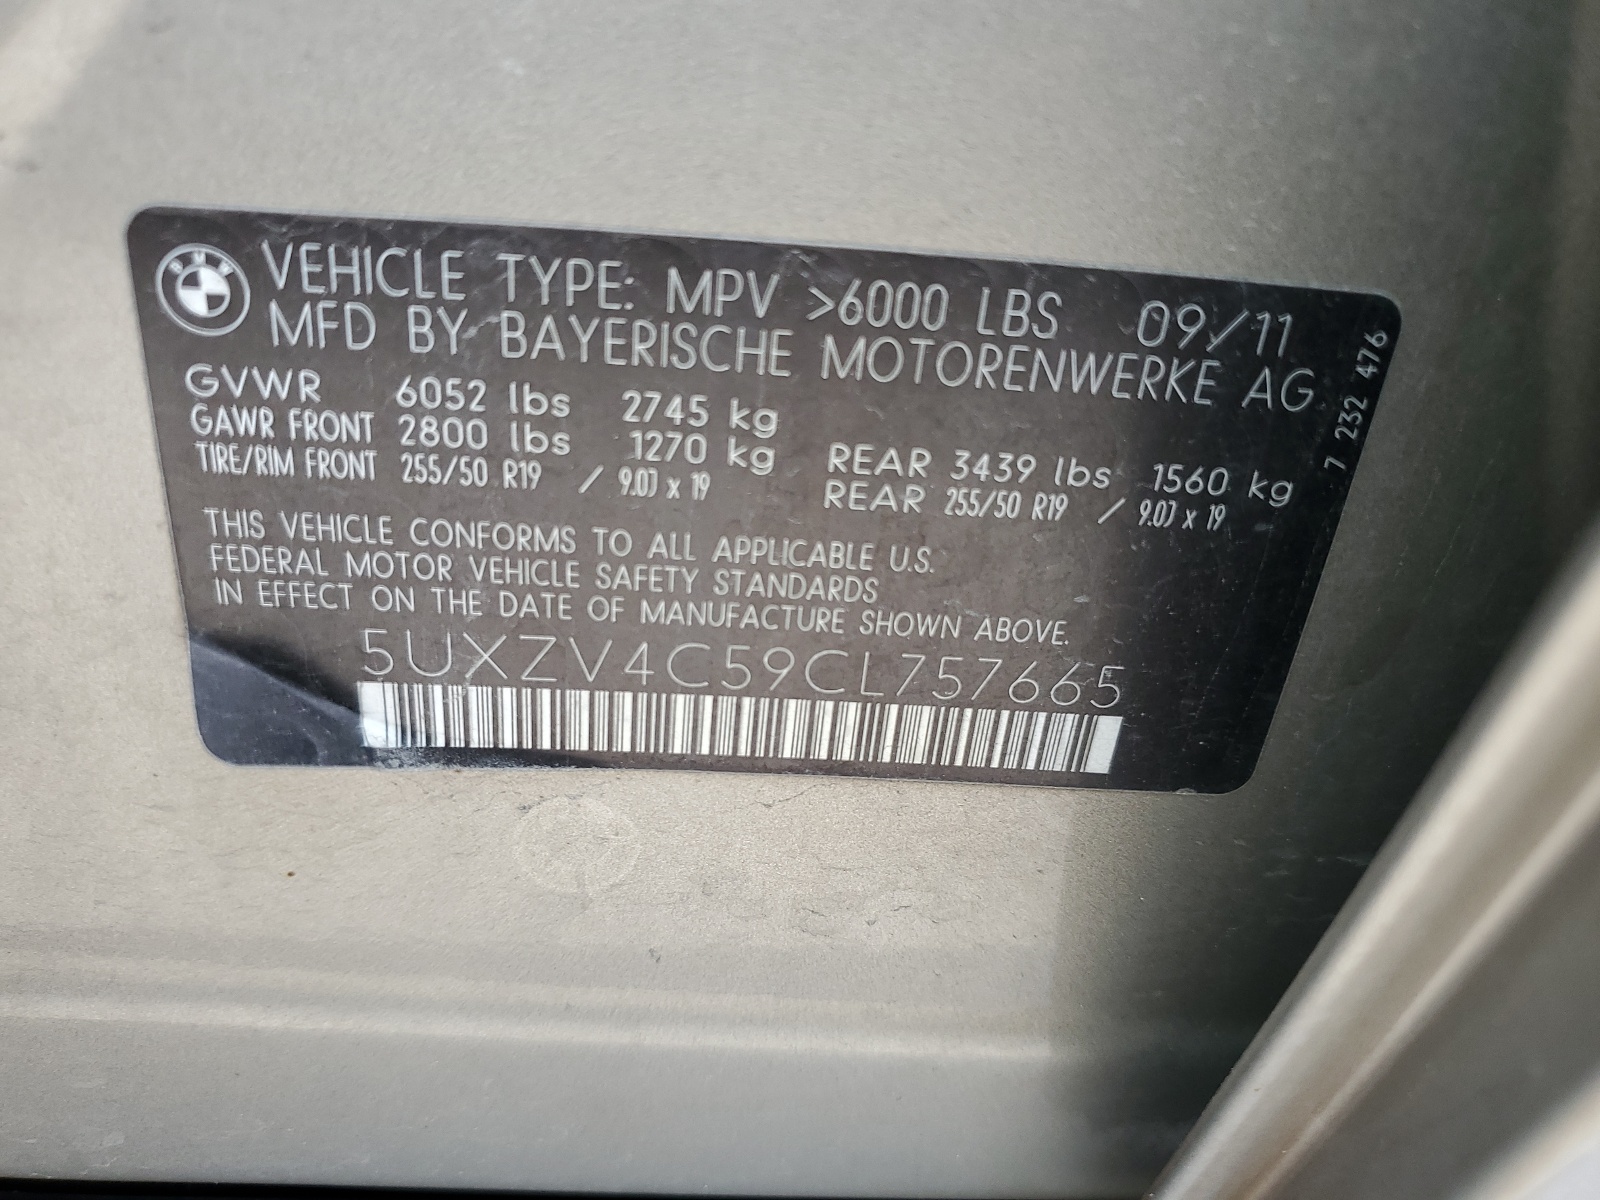 BMW
VEHICLE TYPE: MPV >6000 LBS 09/11
MFD BY BAYERISCHE MOTORENWERKE AG
GVWR 6052 lbs 2745 kg
GAWR FRONT 2800 lbs 1270 kg REAR 3439 lbs 1560 kg
TIRE/RIM FRONT 255/50 R19 / 9.0J x 19 REAR 255/50 R19 / 9.0J x 19
THIS VEHICLE CONFORMS TO ALL APPLICABLE U.S.
FEDERAL MOTOR VEHICLE SAFETY STANDARDS
IN EFFECT ON THE DATE OF MANUFACTURE SHOWN ABOVE.
5UXZV4C59CL757665
7 232 476